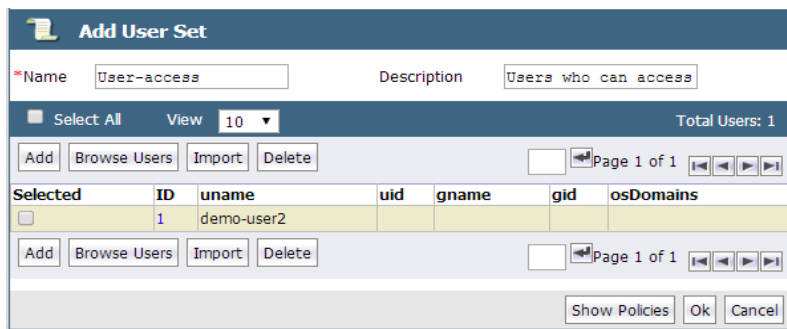 Add User Set
*Name User-access Description Users who can access
Select All View 10 Total Users: 1
Add Browse Users Import Delete Page 1 of 1
Selected ID uname uid gname gid osDomains
1 demo-user2
Add Browse Users Import Delete Page 1 of 1
Show Policies Ok Cancel